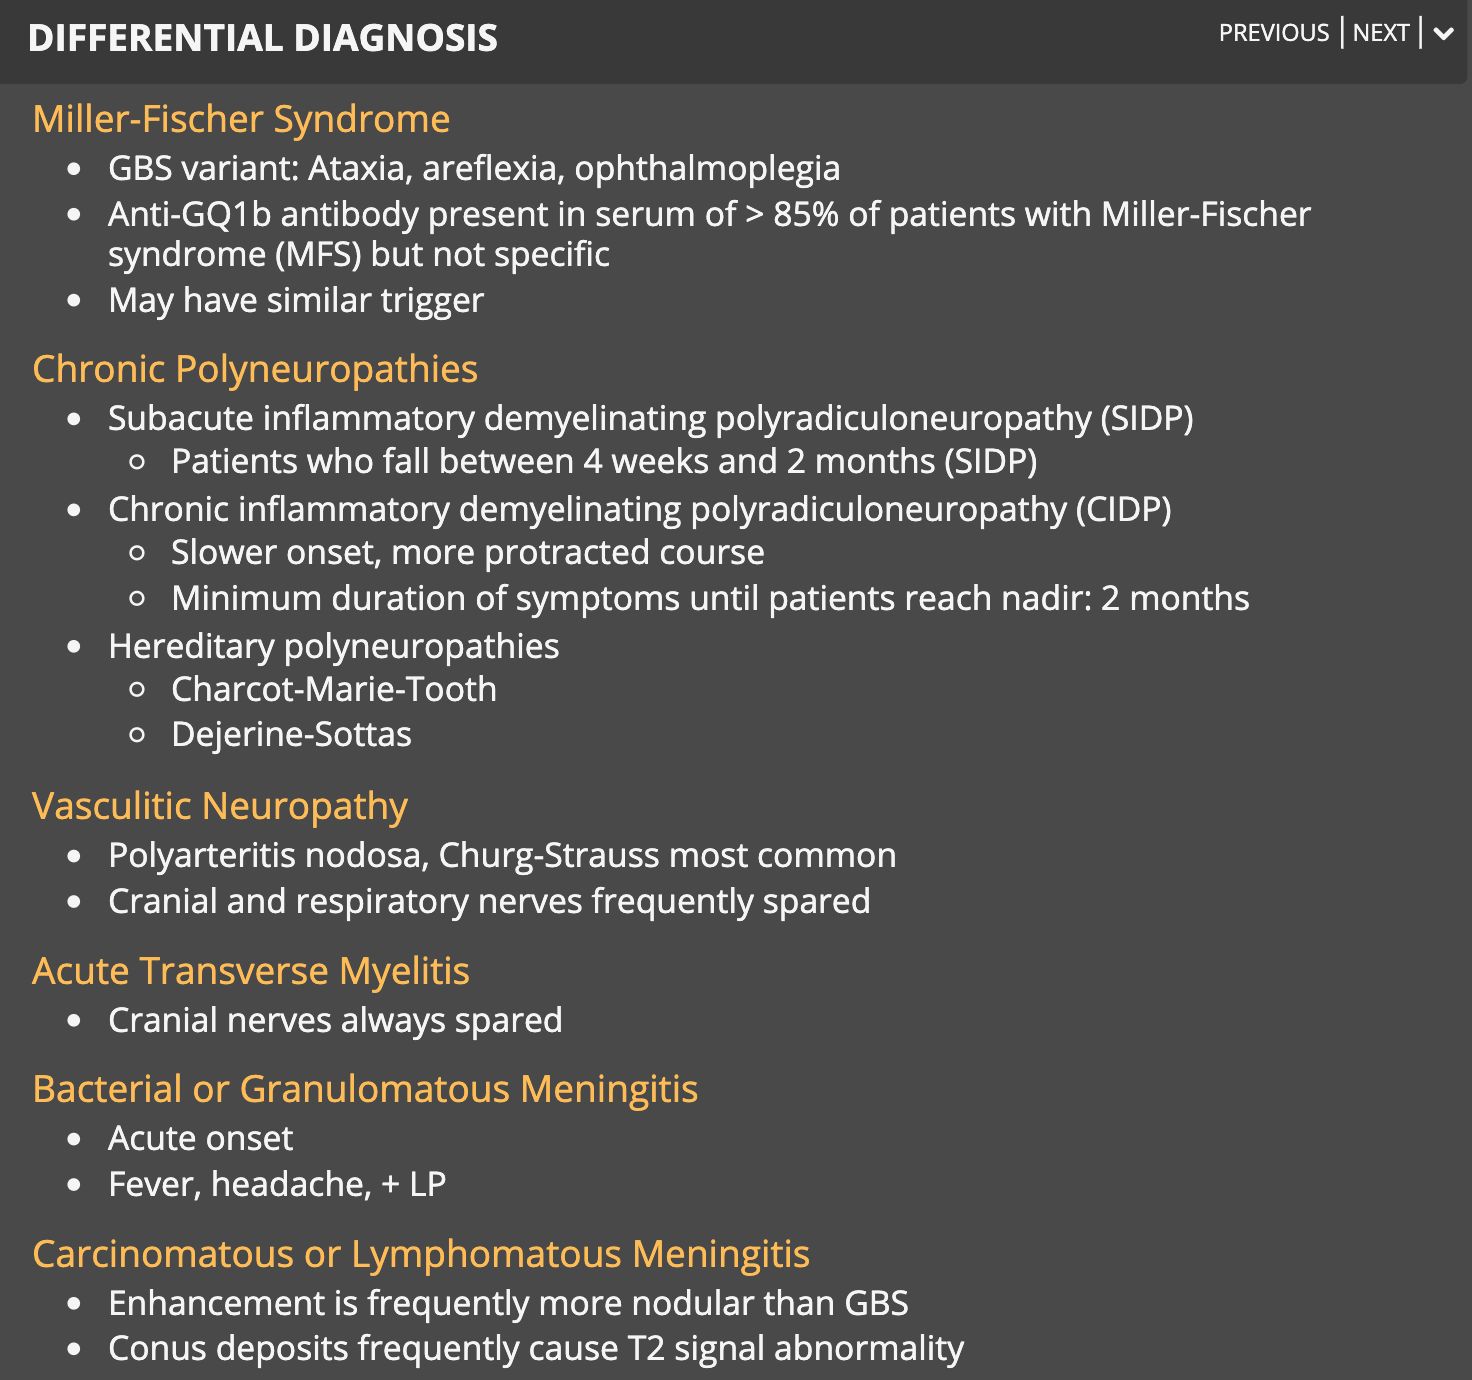 DIFFERENTIAL DIAGNOSIS
PREVIOUS | NEXT |
Miller-Fischer Syndrome
• GBS variant: Ataxia, areflexia, ophthalmoplegia
• Anti-GQ1b antibody present in serum of > 85% of patients with Miller-Fischer
syndrome (MFS) but not specific
• May have similar trigger
Chronic Polyneuropathies
• Subacute inflammatory demyelinating polyradiculoneuropathy (SIDP)
◦ Patients who fall between 4 weeks and 2 months (SIDP)
• Chronic inflammatory demyelinating polyradiculoneuropathy (CIDP)
◦ Slower onset, more protracted course
◦ Minimum duration of symptoms until patients reach nadir: 2 months
• Hereditary polyneuropathies
◦ Charcot-Marie-Tooth
◦ Dejerine-Sottas
Vasculitic Neuropathy
• Polyarteritis nodosa, Churg-Strauss most common
• Cranial and respiratory nerves frequently spared
Acute Transverse Myelitis
• Cranial nerves always spared
Bacterial or Granulomatous Meningitis
• Acute onset
• Fever, headache, + LP
Carcinomatous or Lymphomatous Meningitis
• Enhancement is frequently more nodular than GBS
• Conus deposits frequently cause T2 signal abnormality